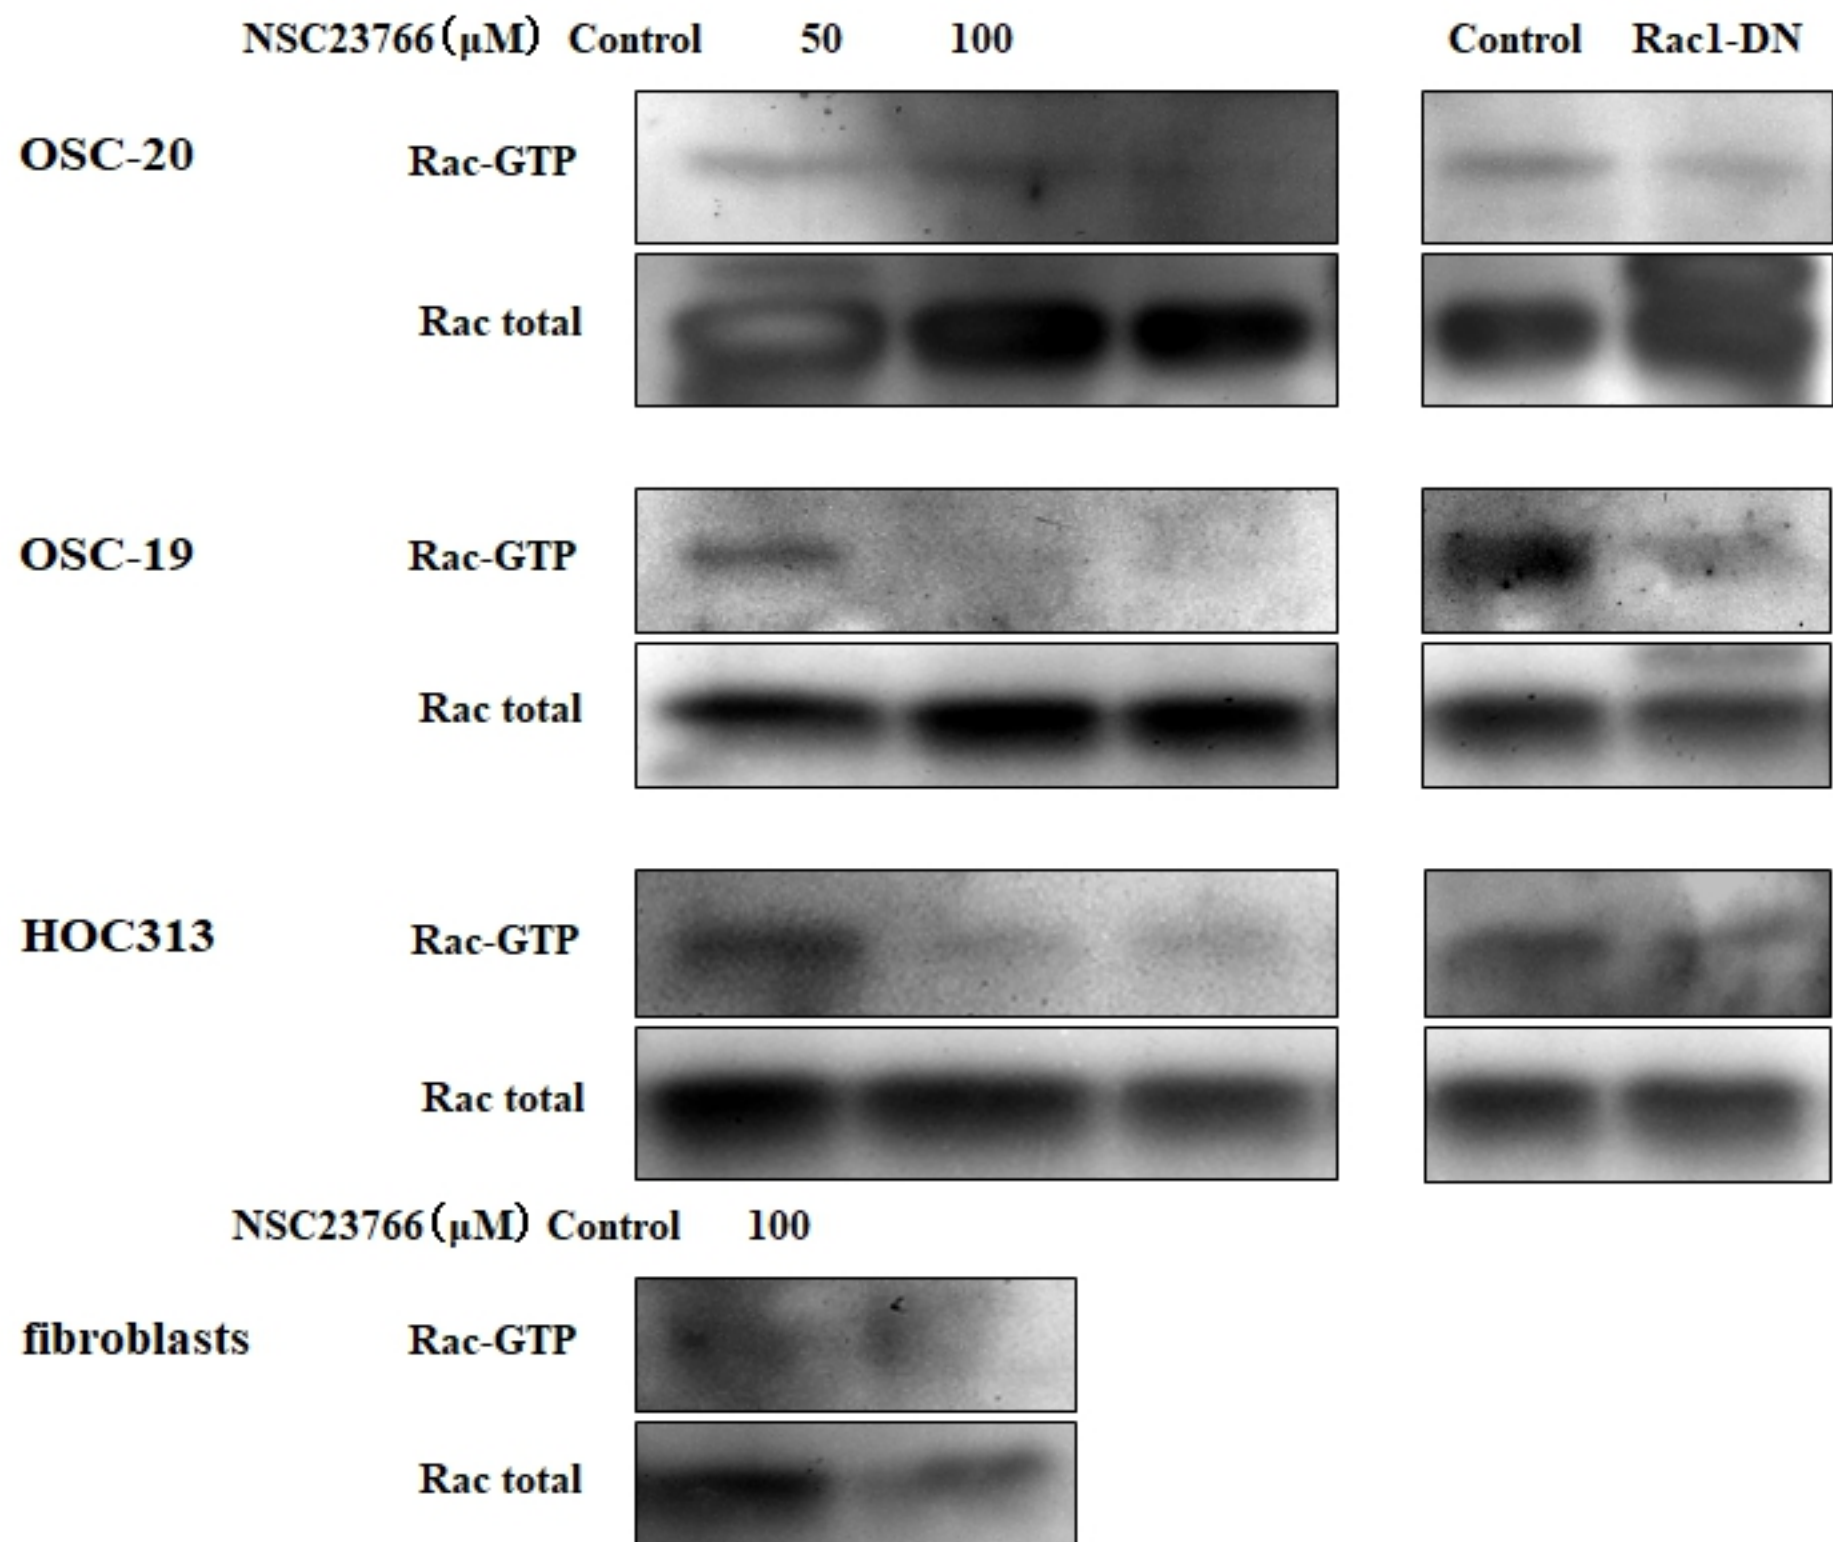 NSC23766(μM) Control 50 100 Control Rac1-DN
OSC-20 Rac-GTP
Rac total
OSC-19 Rac-GTP
Rac total
HOC313 Rac-GTP
Rac total
NSC23766(μM) Control 100
fibroblasts Rac-GTP
Rac total